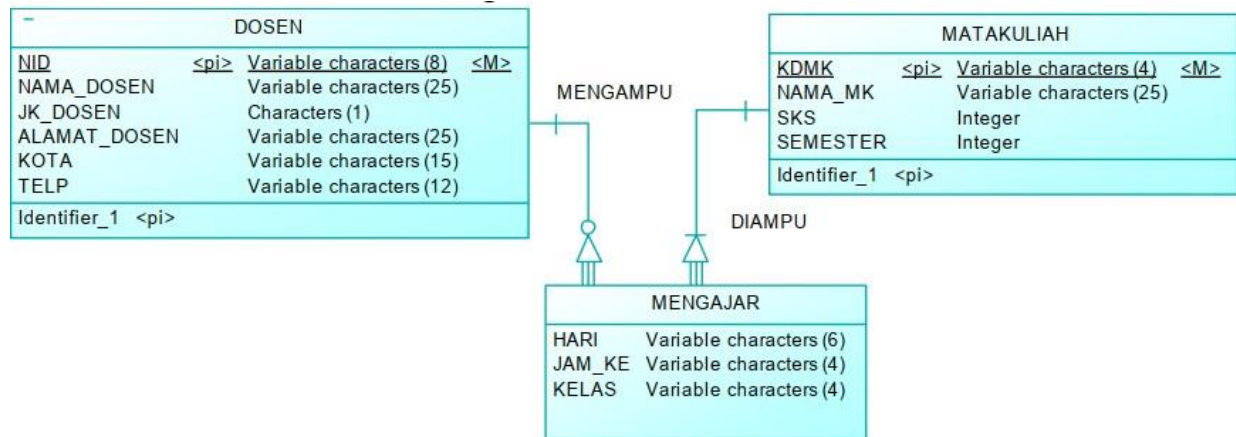 DOSEN
NID <pi> Variable characters (8) <M>
NAMA_DOSEN Variable characters (25)
JK_DOSEN Characters (1)
ALAMAT_DOSEN Variable characters (25)
KOTA Variable characters (15)
TELP Variable characters (12)
Identifier_1 <pi>
MENGAMPU
MATAKULIAH
KDMK <pi> Variable characters (4) <M>
NAMA_MK Variable characters (25)
SKS Integer
SEMESTER Integer
Identifier_1 <pi>
DIAMPU
MENGAJAR
HARI Variable characters (6)
JAM_KE Variable characters (4)
KELAS Variable characters (4)